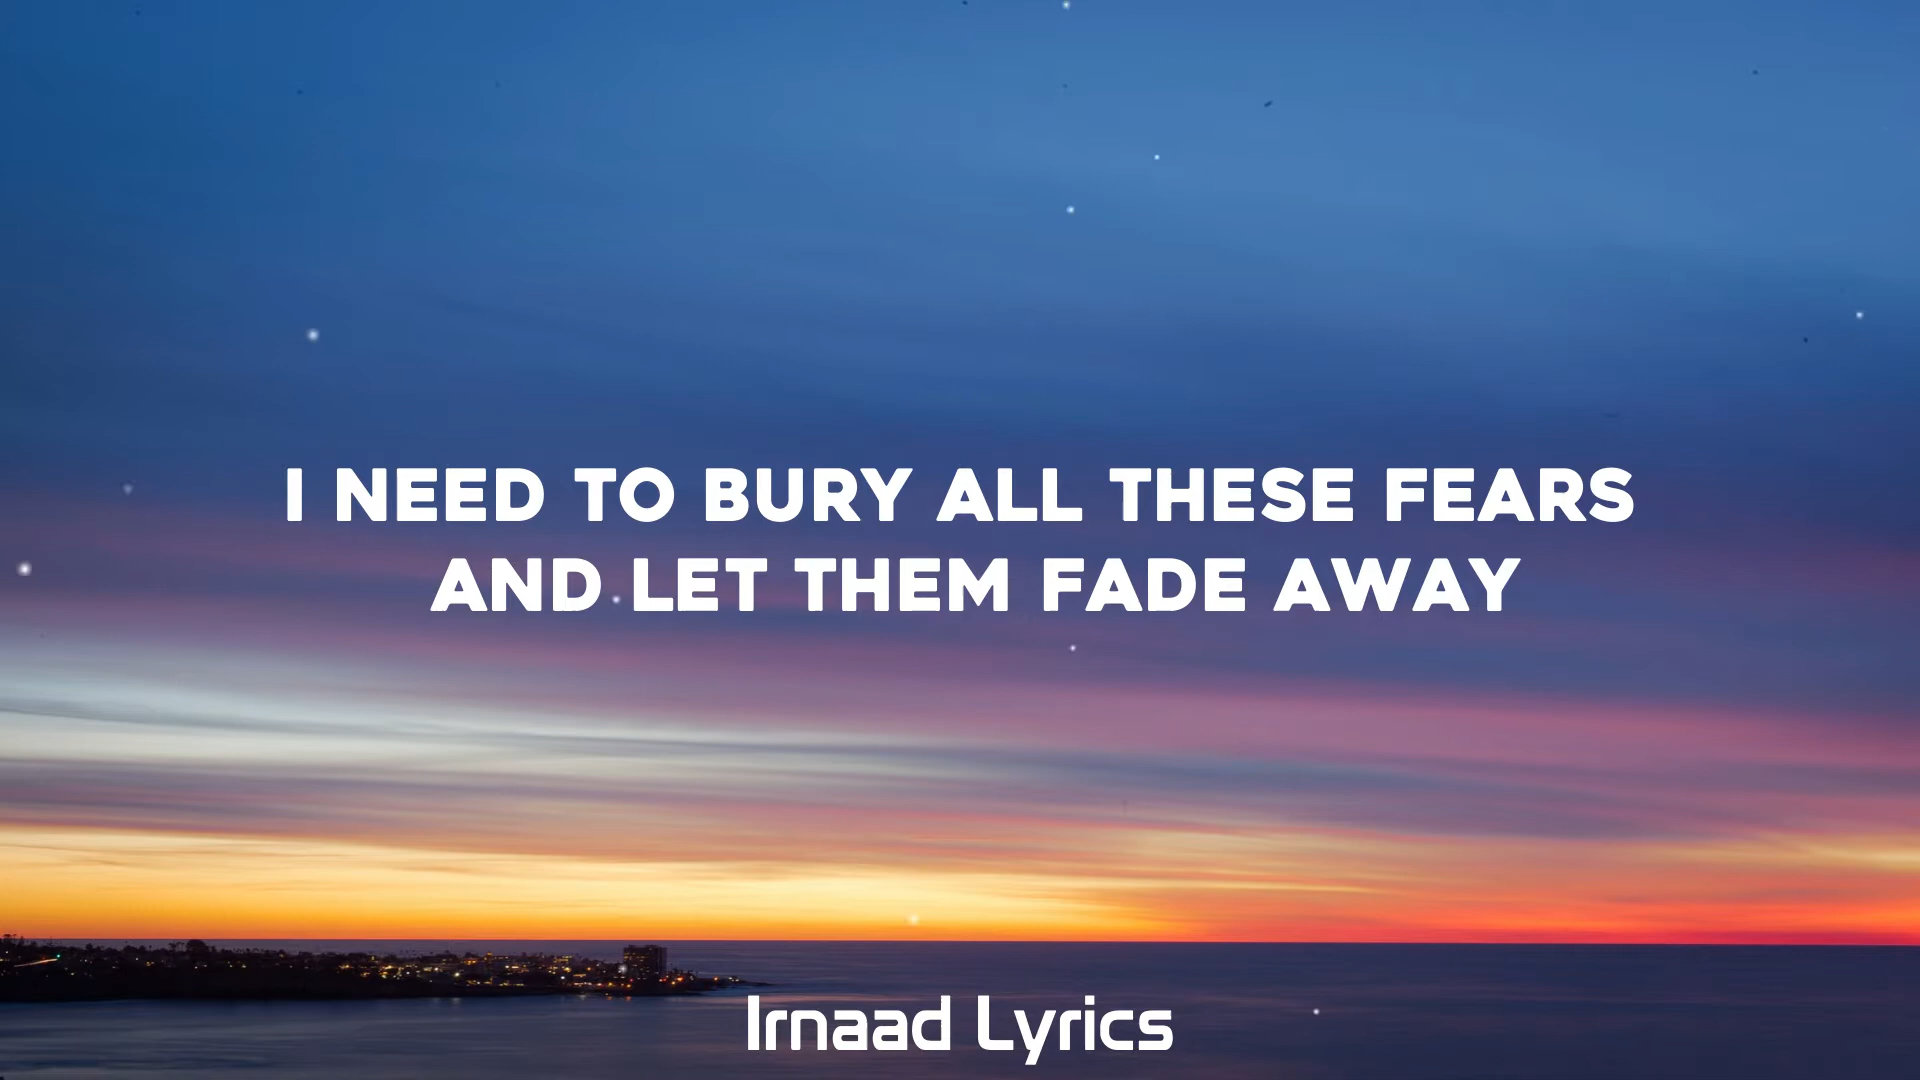 I NEED TO BURY ALL THESE FEARS
AND LET THEM FADE AWAY
Irnaad Lyrics